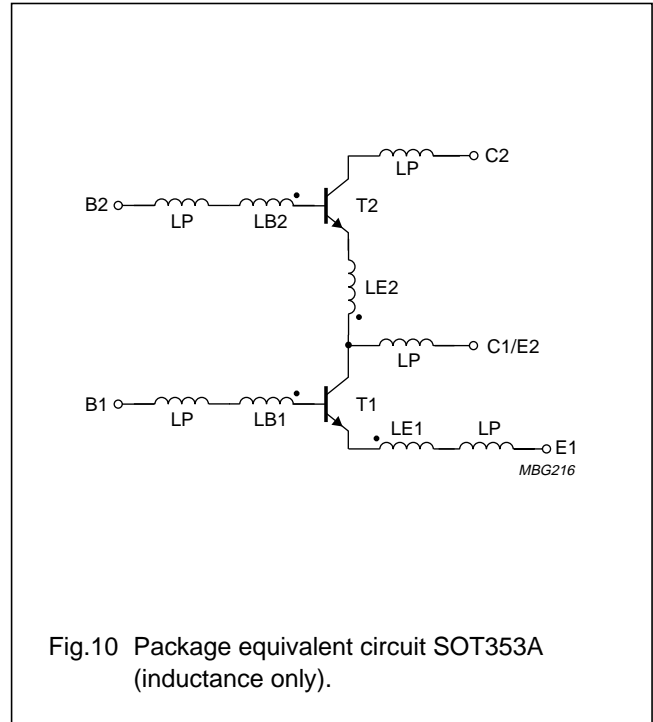 C2
LP
B2
LP
LB2
T2
LE2
C1/E2
LP
B1
LP
LB1
T1
LE1
LP
E1
MBG216
Fig.10 Package equivalent circuit SOT353A
(inductance only).